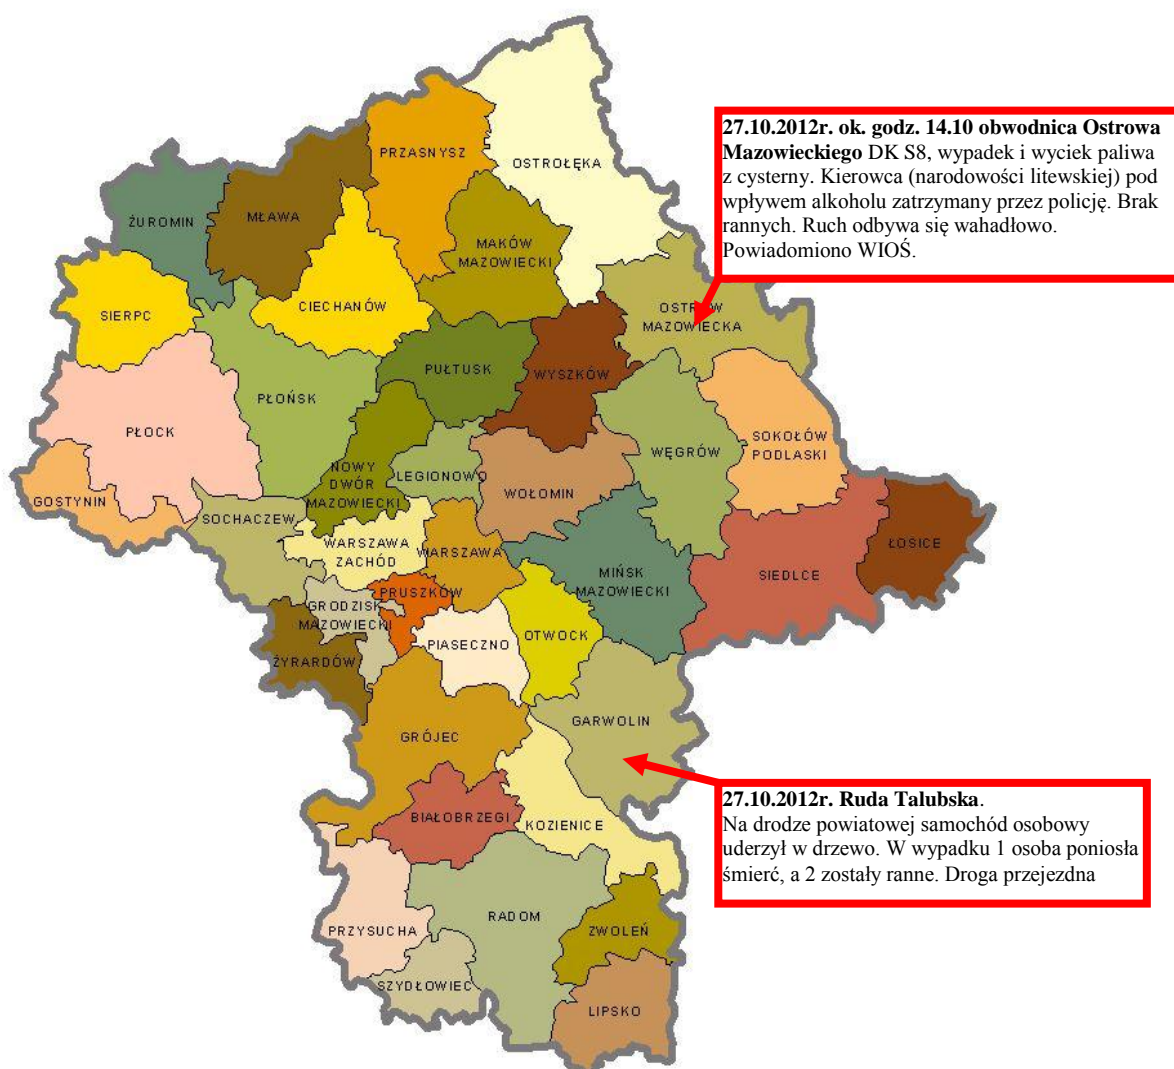 27.10.2012r. ok. godz. 14.10 obwodnica Ostrowa
Mazowieckiego DK S8, wypadek i wyciek paliwa
z cysterny. Kierowca (narodowości litewskiej) pod
wpływem alkoholu zatrzymany przez policję. Brak
rannych. Ruch odbywa się wahadłowo.
Powiadomiono WIOŚ.
PRZASNYSZ
OSTROŁĘKA
ŻUROMIN
MŁAWA
MAKÓW
MAZOWIECKI
CIECHANÓW
SIERPC
OSTRÓW
MAZOWIECKA
PUŁTUSK
WYSZKÓW
PŁOŃSK
PŁOCK
SOKOŁÓW
PODLASKI
WĘGRÓW
NOWY
DWÓR
MAZOWIECKI
LEGIONOWO
WOŁOMIN
GOSTYNIN
SOCHACZEW
WARSZAWA
ZACHÓD
WARSZAWA
ŁOSICE
SIEDLCE
MIŃSK
MAZOWIECKI
PRUSZKÓW
GRODZISK
MAZOWIECKI
PIASECZNO
OTWOCK
ŻYRARDÓW
GARWOLIN
GRÓJEC
BIAŁOBRZEGI
KOZIENICE
27.10.2012r. Ruda Talubska.
Na drodze powiatowej samochód osobowy
uderzył w drzewo. W wypadku 1 osoba poniosła
śmierć, a 2 zostały ranne. Droga przejezdna
RADOM
PRZYSUCHA
ZWOLEŃ
SZYDŁOWIEC
LIPSKO